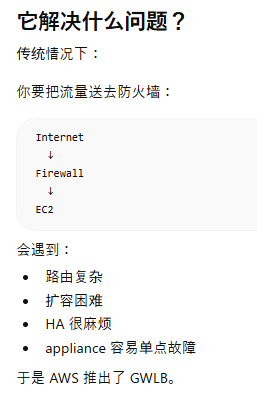 它解决什么问题？
传统情况下：
你要把流量送去防火墙：
Internet
↓
Firewall
↓
EC2
会遇到：
• 路由复杂
• 扩容困难
• HA 很麻烦
• appliance 容易单点故障
于是 AWS 推出了 GWLB。